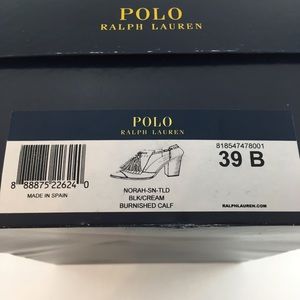 POLO
RALPH LAUREN
POLO
RALPH LAUREN
818547478001
39 B
8 88875 22624 0
MADE IN SPAIN
NORAH-SN-TLD
BLK/CREAM
BURNISHED CALF
RALPHLAUREN.COM